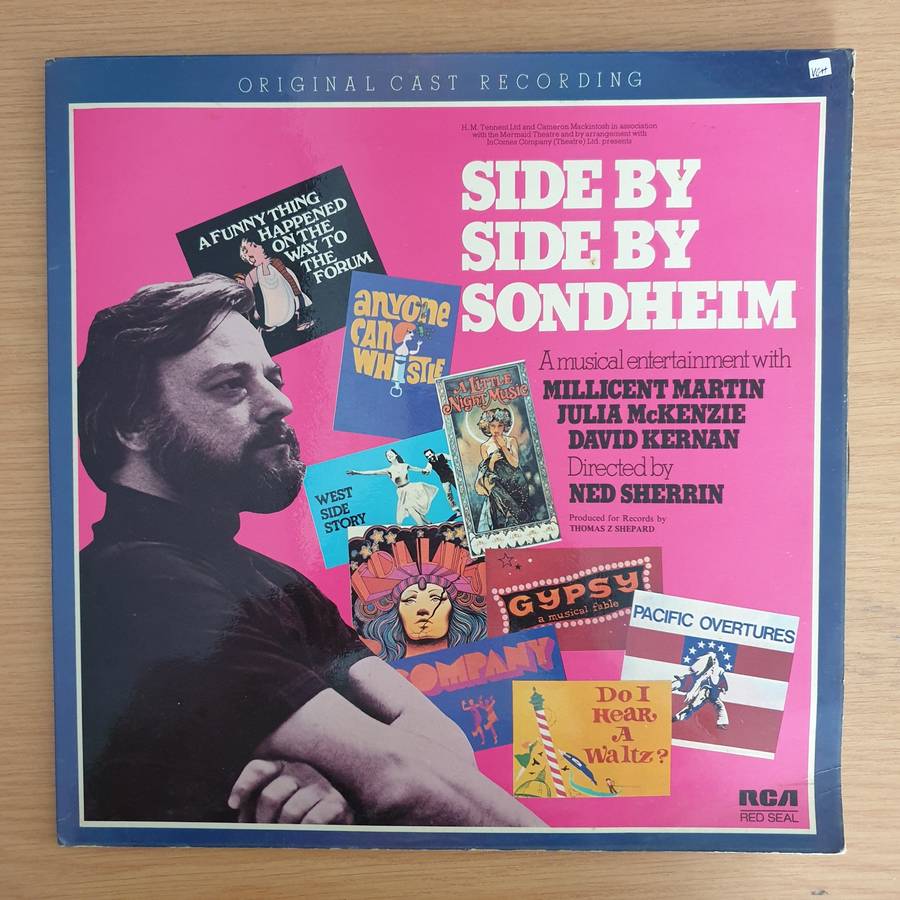 ORIGINAL CAST RECORDING
VG+
H.M. Tennent Ltd and Cameron Mackintosh in association
with the Mermaid Theatre and by arrangement with
InComes Company (Theatre) Ltd. presents
SIDE BY
SIDE BY
SONDHEIM
A musical entertainment with
MILLICENT MARTIN
JULIA McKENZIE
DAVID KERNAN
Directed by
NED SHERRIN
Produced for Records by
THOMAS Z SHEPARD
A FUNNY THING
HAPPENED
ON THE
WAY TO
THE
FORUM
anyone
can
whistle
A LITTLE
NIGHT MUSIC
WEST
SIDE
STORY
FOLLIES
GYPSY
a musical fable
PACIFIC OVERTURES
COMPANY
Do I
Hear
A
Waltz?
RCA
RED SEAL